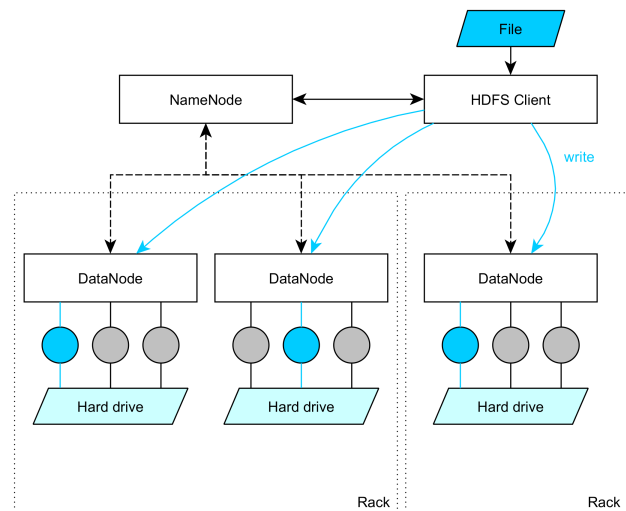 File
NameNode
HDFS Client
write
DataNode
DataNode
DataNode
Hard drive
Hard drive
Hard drive
Rack
Rack